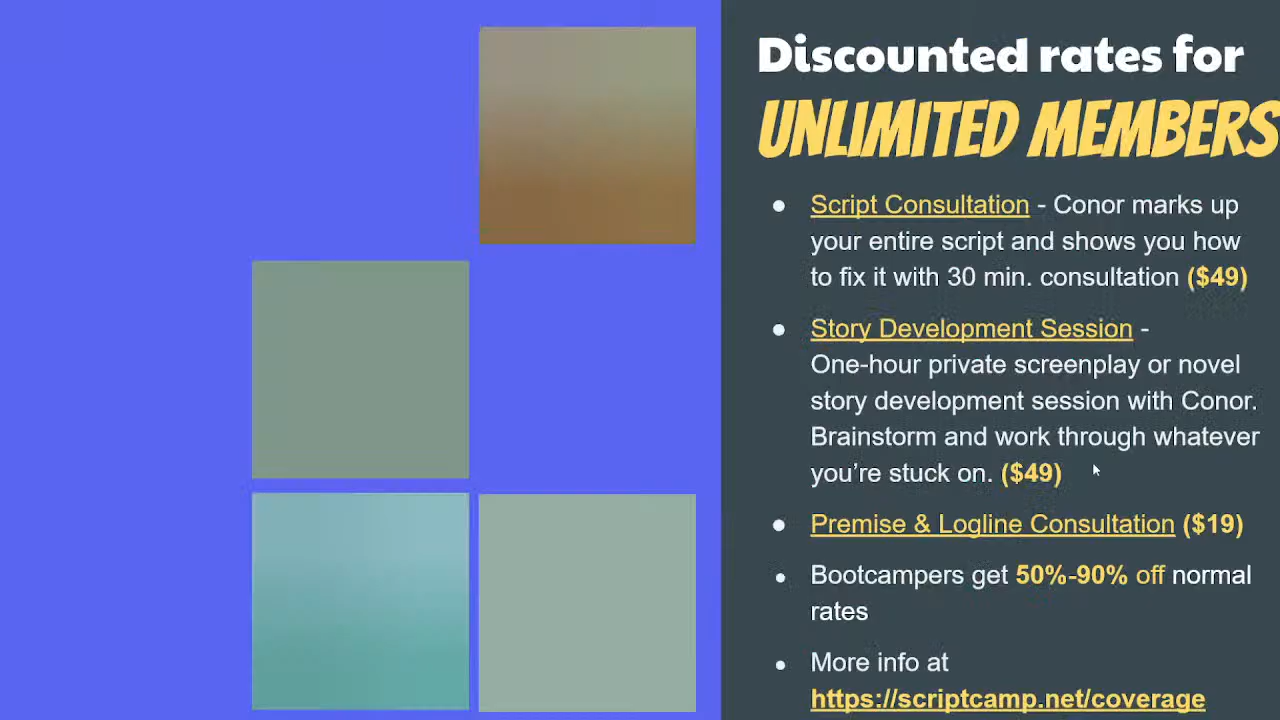 Discounted rates for
UNLIMITED MEMBERS
● Script Consultation - Conor marks up
your entire script and shows you how
to fix it with 30 min. consultation ($49)
● Story Development Session -
One-hour private screenplay or novel
story development session with Conor.
Brainstorm and work through whatever
you’re stuck on. ($49)
● Premise & Logline Consultation ($19)
● Bootcampers get 50%-90% off normal
rates
● More info at
https://scriptcamp.net/coverage